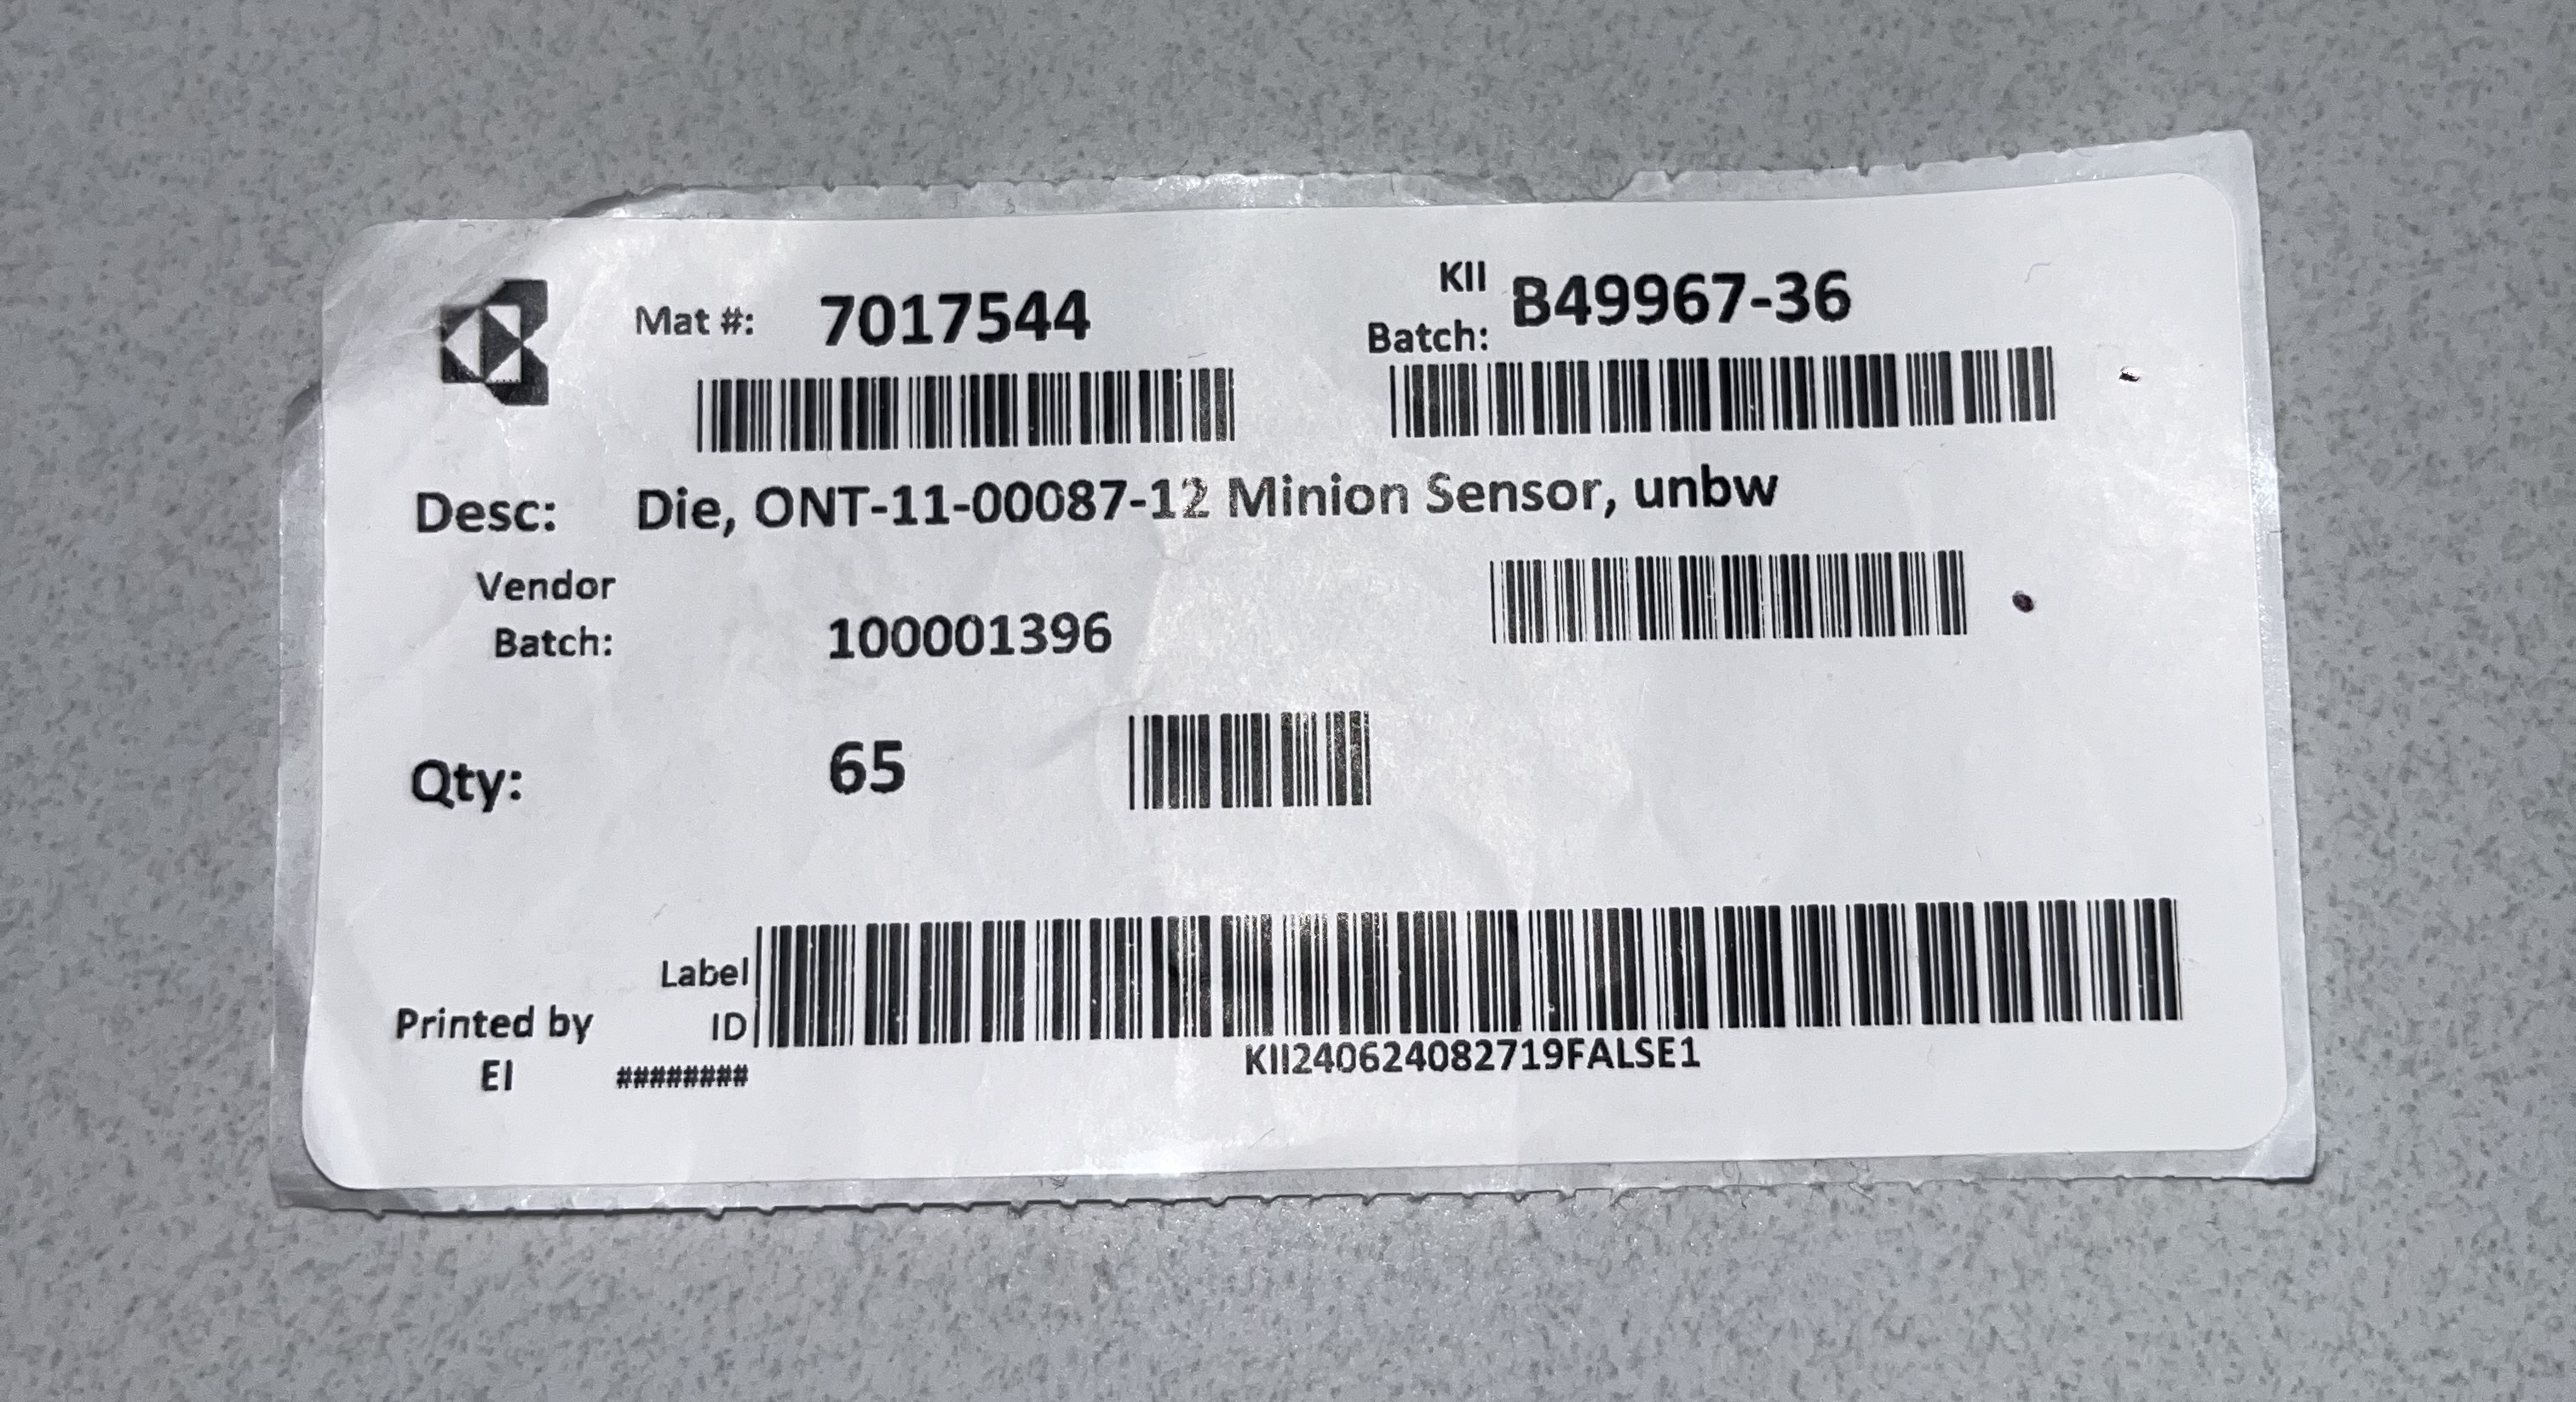 Mat #: 7017544
KII Batch: B49967-36
Desc: Die, ONT-11-00087-12 Minion Sensor, unbw
Vendor
Batch: 100001396
Qty: 65
Label
Printed by ID
EI ########
KII240624082719FALSE1